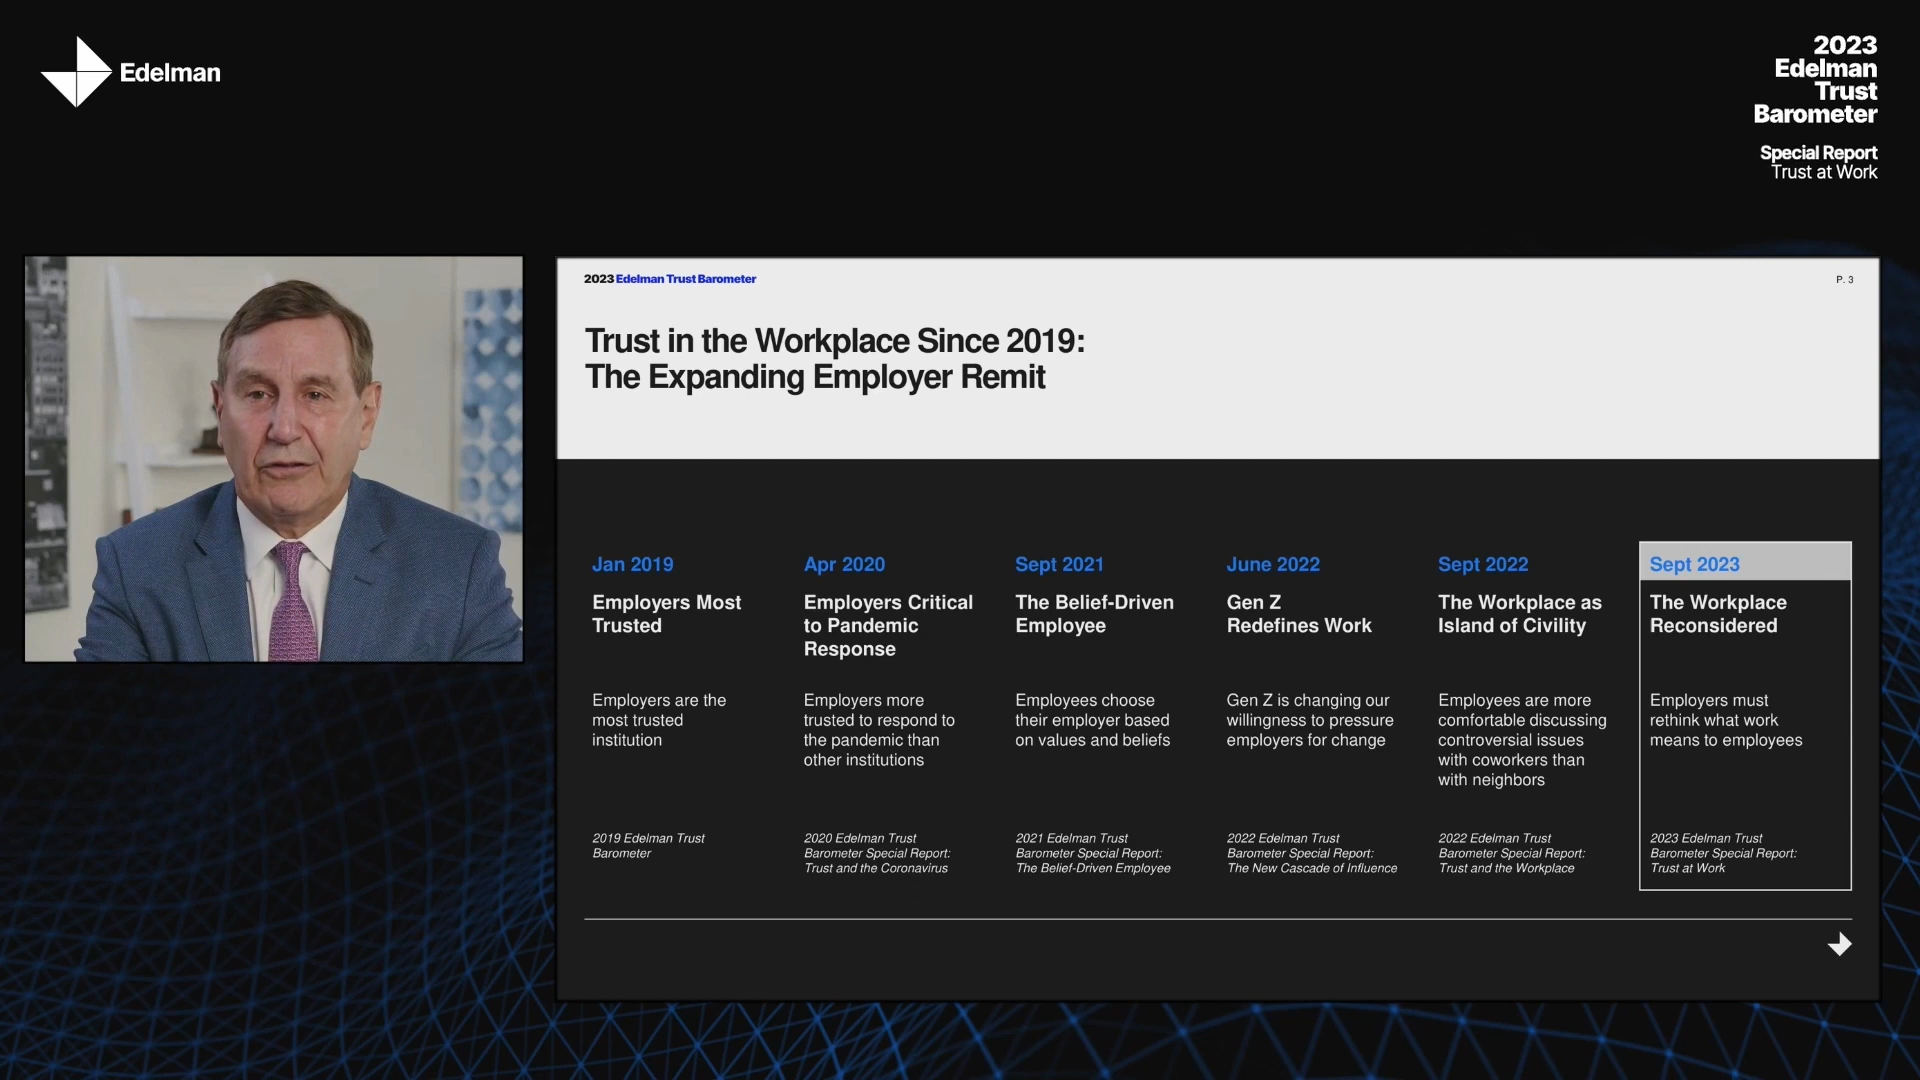 Edelman
2023
Edelman
Trust
Barometer
Special Report
Trust at Work
2023 Edelman Trust Barometer
P. 3
Trust in the Workplace Since 2019:
The Expanding Employer Remit
Jan 2019
Employers Most
Trusted
Employers are the
most trusted
institution
2019 Edelman Trust
Barometer
Apr 2020
Employers Critical
to Pandemic
Response
Employers more
trusted to respond to
the pandemic than
other institutions
2020 Edelman Trust
Barometer Special Report:
Trust and the Coronavirus
Sept 2021
The Belief-Driven
Employee
Employees choose
their employer based
on values and beliefs
2021 Edelman Trust
Barometer Special Report:
The Belief-Driven Employee
June 2022
Gen Z
Redefines Work
Gen Z is changing our
willingness to pressure
employers for change
2022 Edelman Trust
Barometer Special Report:
The New Cascade of Influence
Sept 2022
The Workplace as
Island of Civility
Employees are more
comfortable discussing
controversial issues
with coworkers than
with neighbors
2022 Edelman Trust
Barometer Special Report:
Trust and the Workplace
Sept 2023
The Workplace
Reconsidered
Employers must
rethink what work
means to employees
2023 Edelman Trust
Barometer Special Report:
Trust at Work